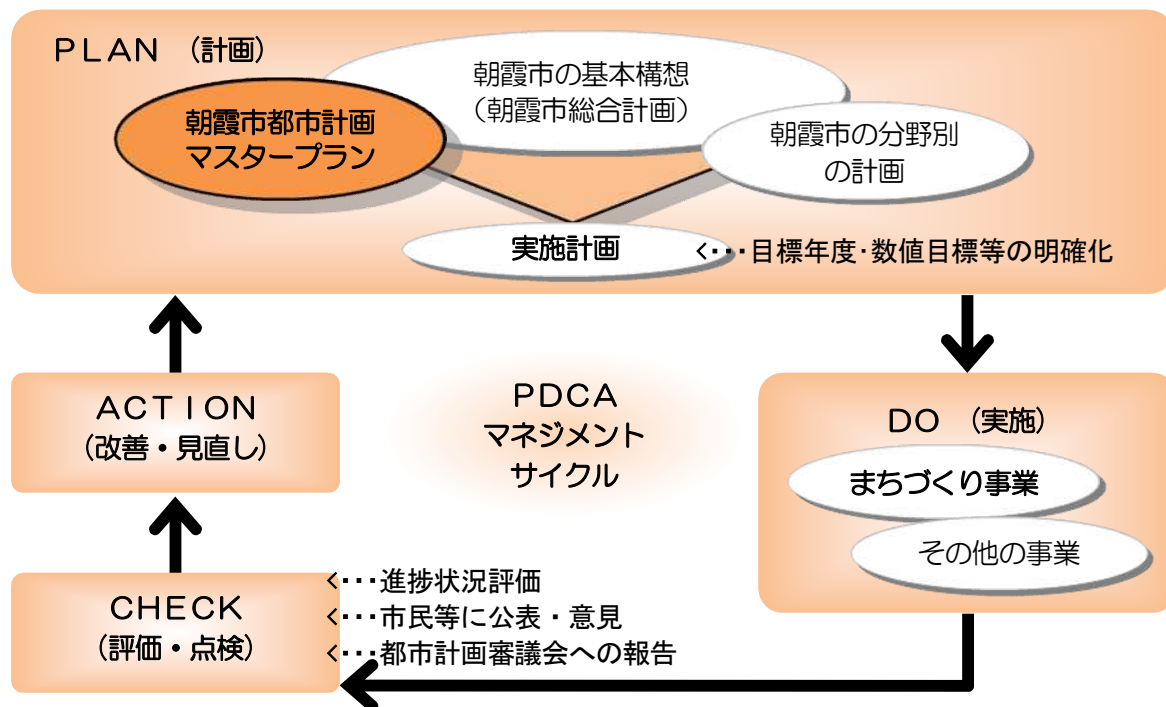 PLAN (計画)
朝霞市の基本構想
(朝霞市総合計画)
朝霞市都市計画
マスタープラン
朝霞市の分野別
の計画
実施計画
<・・・目標年度・数値目標等の明確化
ACTION
(改善・見直し)
PDCA
マネジメント
サイクル
DO (実施)
まちづくり事業
その他の事業
CHECK
(評価・点検)
<・・・進捗状況評価
<・・・市民等に公表・意見
<・・・都市計画審議会への報告